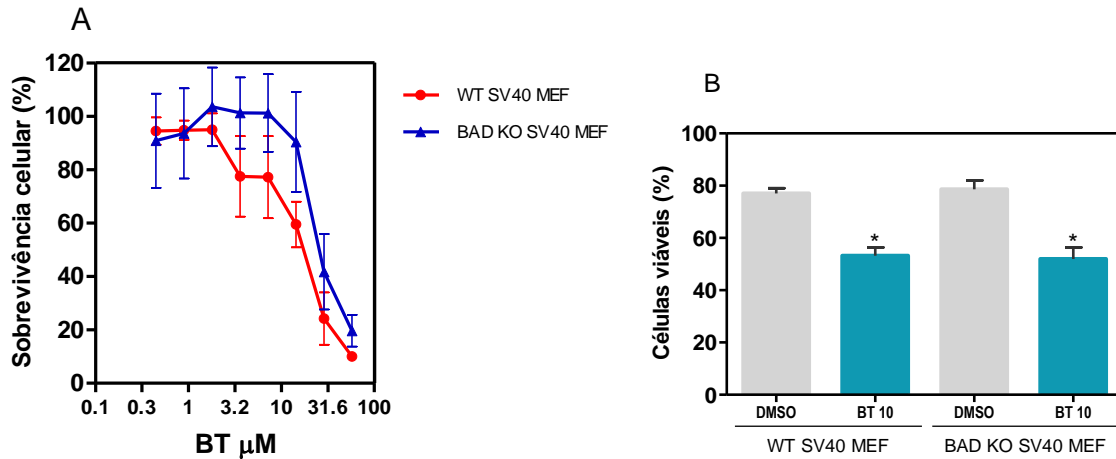 A
Sobrevivência celular (%)
120
100
80
60
40
20
0
0.1 0.3 1 3.2 10 31.6 100
BT μM
WT SV40 MEF
BAD KO SV40 MEF
B
Células viáveis (%)
100
80
60
40
20
0
* *
DMSO BT 10 DMSO BT 10
WT SV40 MEF BAD KO SV40 MEF